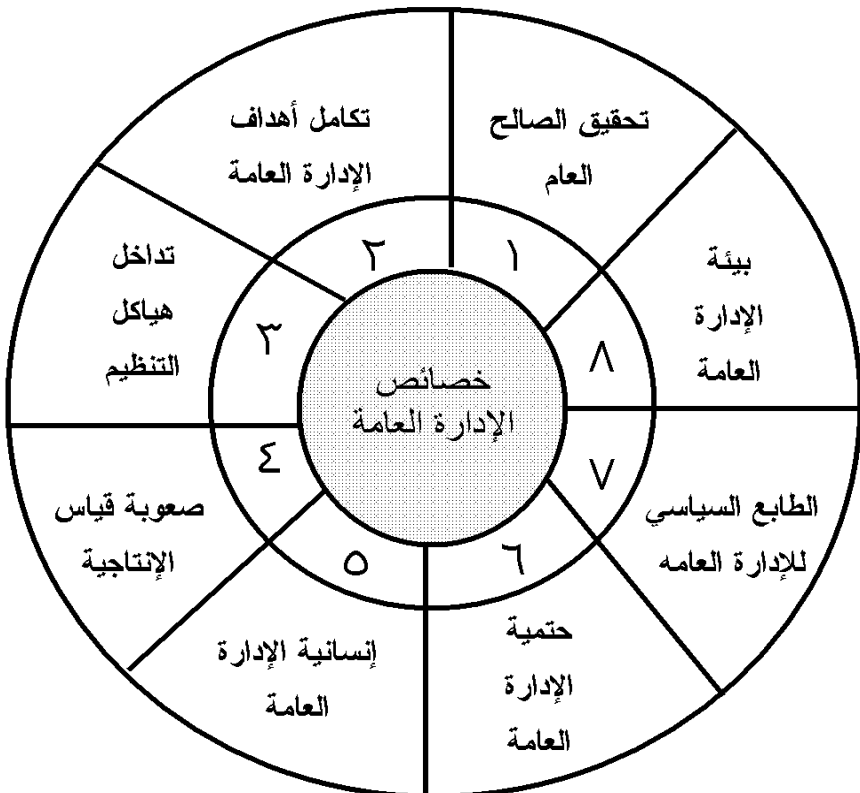 خصائص
الإدارة العامة
١
تحقيق الصالح
العام
٢
تكامل أهداف
الإدارة العامة
٣
تداخل
هياكل
التنظيم
٤
صعوبة قياس
الإنتاجية
٥
إنسانية الإدارة
العامة
٦
حتمية
الإدارة
العامة
٧
الطابع السياسي
للإدارة العامه
٨
بيئة
الإدارة
العامة